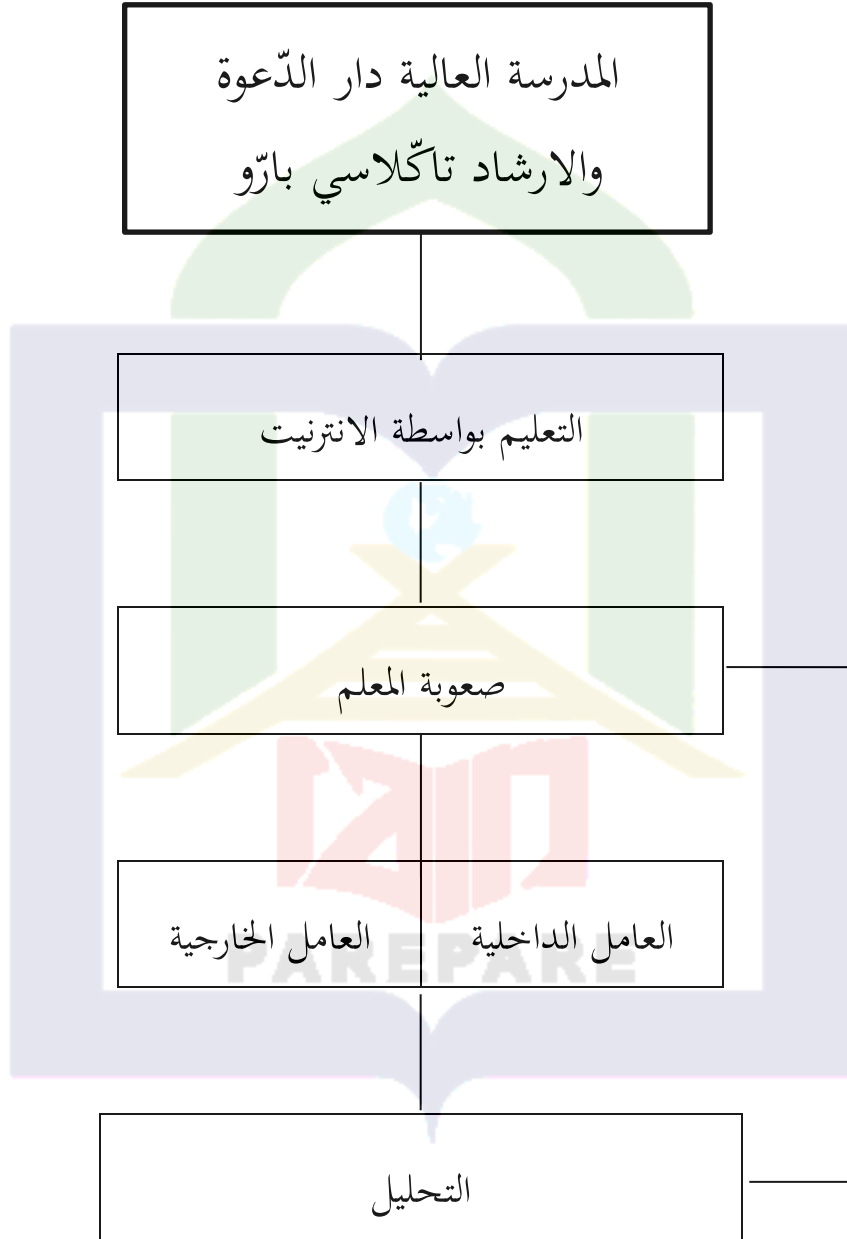 المدرسة العالية دار الدّعوة
والارشاد تاكّلاسي بارّو
التعليم بواسطة الانترنيت
صعوبة المعلم
العامل الداخلية العامل الخارجية
PAREPARE
التحليل